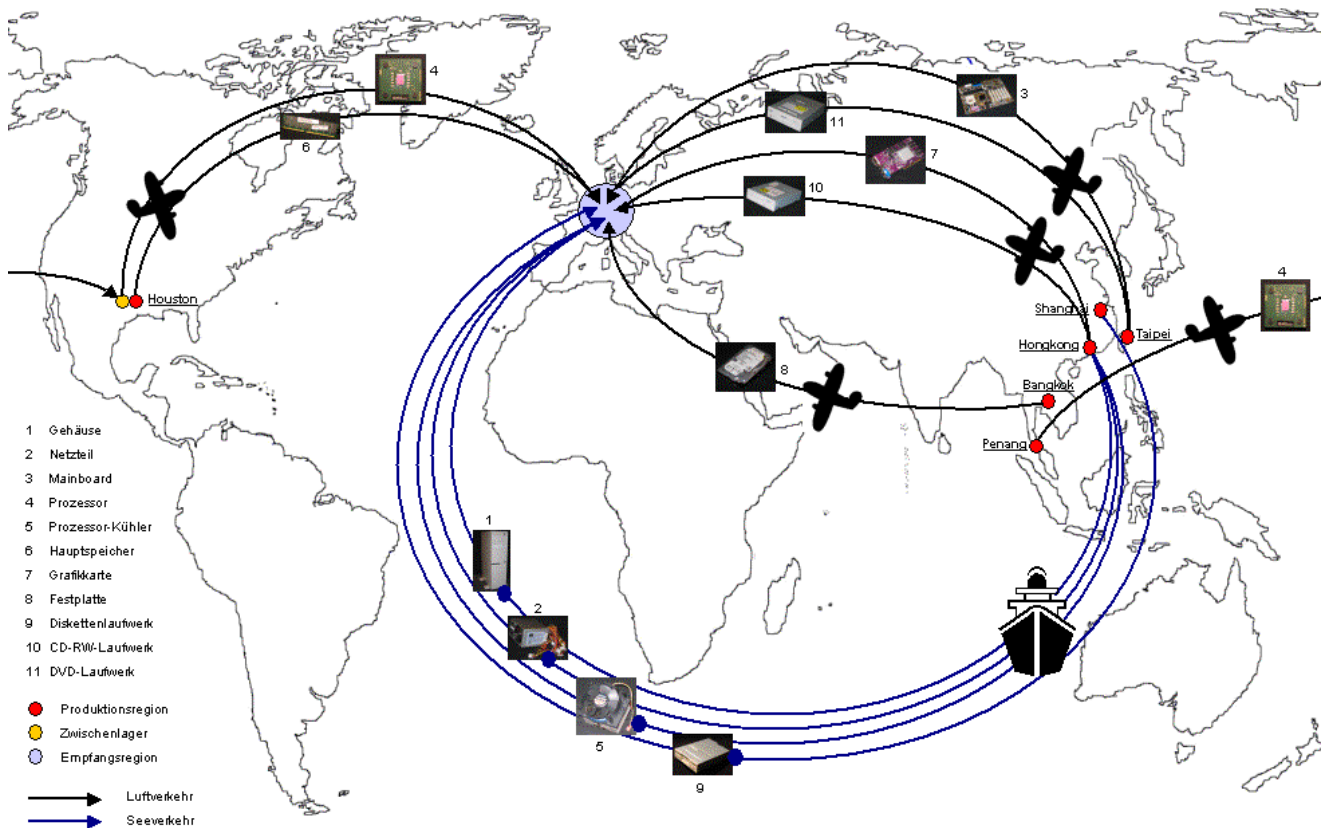 4
6
3
11
7
10
4
Houston
Shanghai
Taipei
Hongkong
8
Bangkok
Penang
1 Gehäuse
2 Netzteil
3 Mainboard
4 Prozessor
5 Prozessor-Kühler
6 Hauptspeicher
7 Grafikkarte
8 Festplatte
9 Diskettenlaufwerk
10 CD-RW-Laufwerk
11 DVD-Laufwerk
1
2
5
9
Produktionsregion
Zwischenlager
Empfangsregion
Luftverkehr
Seeverkehr